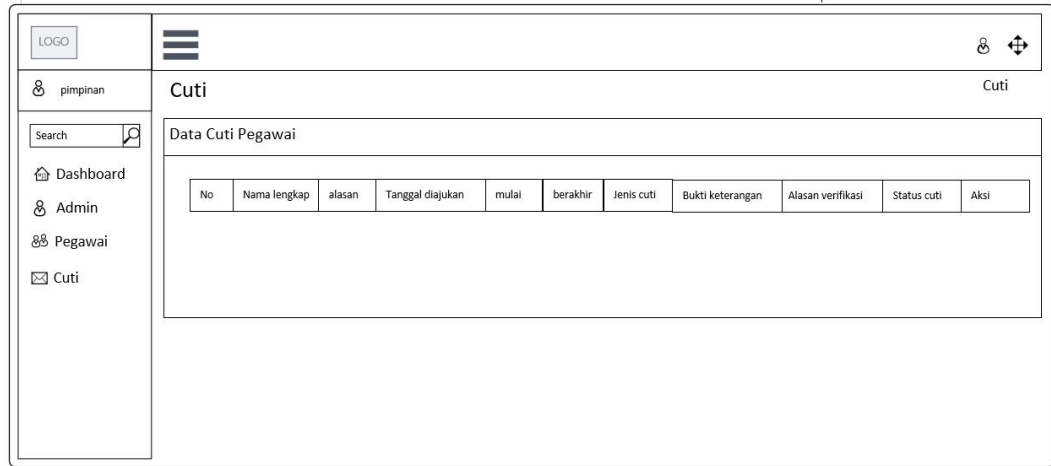 LOGO
pimpinan
Cuti
Cuti
Search
Data Cuti Pegawai
Dashboard
Admin
Pegawai
Cuti
No Nama lengkap alasan Tanggal diajukan mulai berakhir Jenis cuti Bukti keterangan Alasan verifikasi Status cuti Aksi